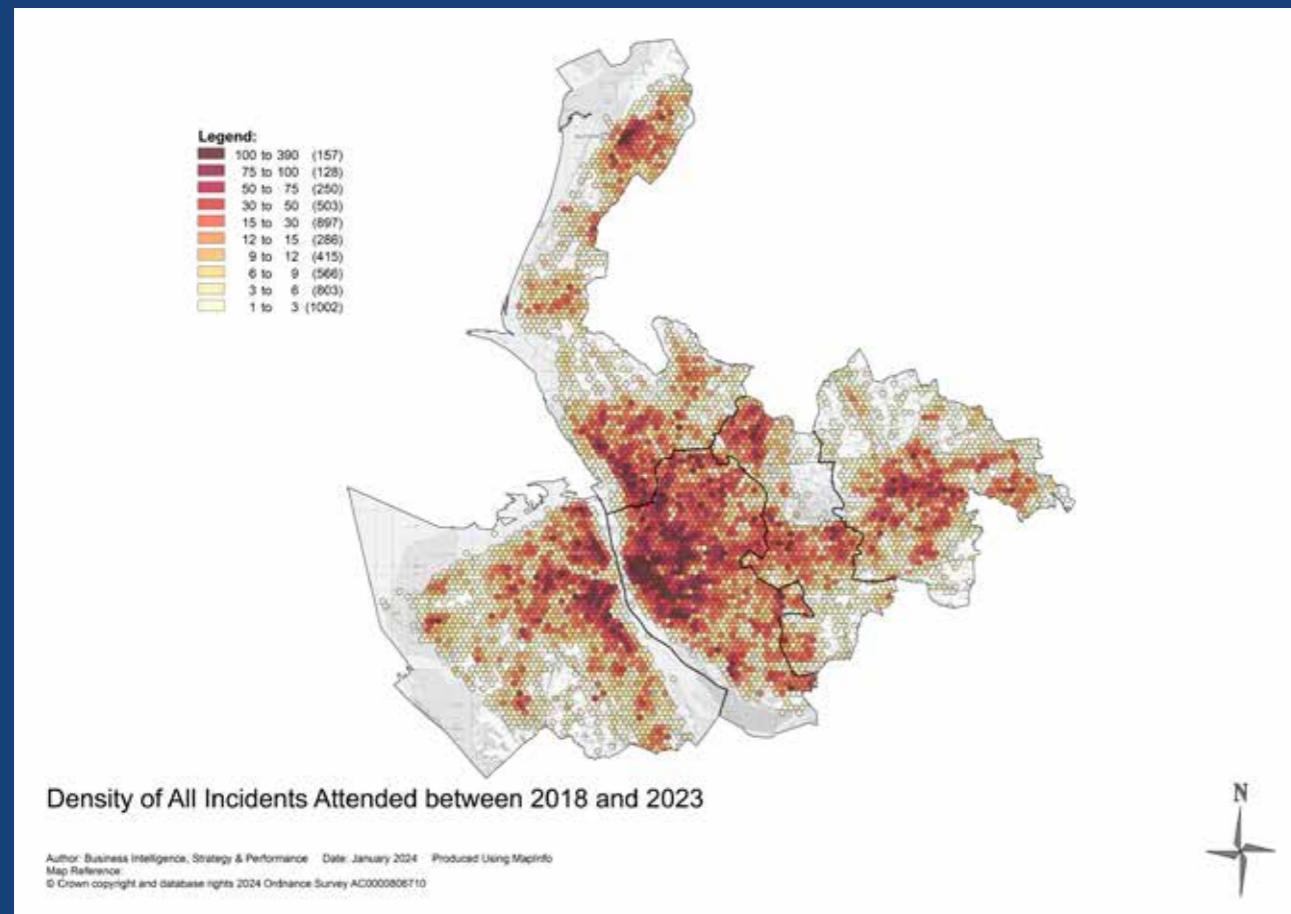 Legend:
100 to 390 (157)
75 to 100 (128)
50 to 75 (250)
30 to 50 (503)
15 to 30 (897)
12 to 15 (286)
9 to 12 (415)
6 to 9 (566)
3 to 6 (803)
1 to 3 (1002)
Density of All Incidents Attended between 2018 and 2023
N
Author: Business Intelligence, Strategy & Performance Date: January 2024 Produced Using MapInfo
Map Reference:
© Crown copyright and database rights 2024 Ordnance Survey AC0000806710